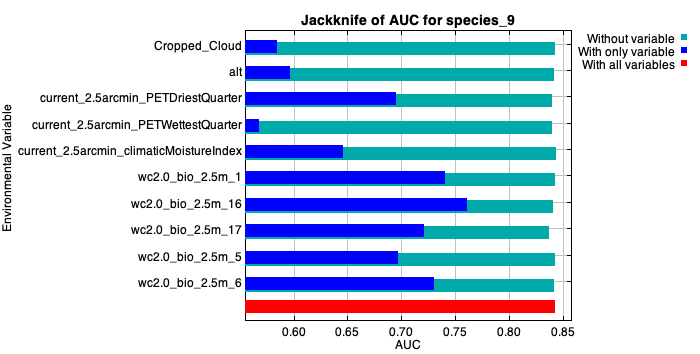 Jackknife of AUC for species_9
Without variable
With only variable
With all variables
Environmental Variable
Cropped_Cloud
alt
current_2.5arcmin_PETDriestQuarter
current_2.5arcmin_PETWettestQuarter
current_2.5arcmin_climaticMoistureIndex
wc2.0_bio_2.5m_1
wc2.0_bio_2.5m_16
wc2.0_bio_2.5m_17
wc2.0_bio_2.5m_5
wc2.0_bio_2.5m_6
0.60 0.65 0.70 0.75 0.80 0.85
AUC